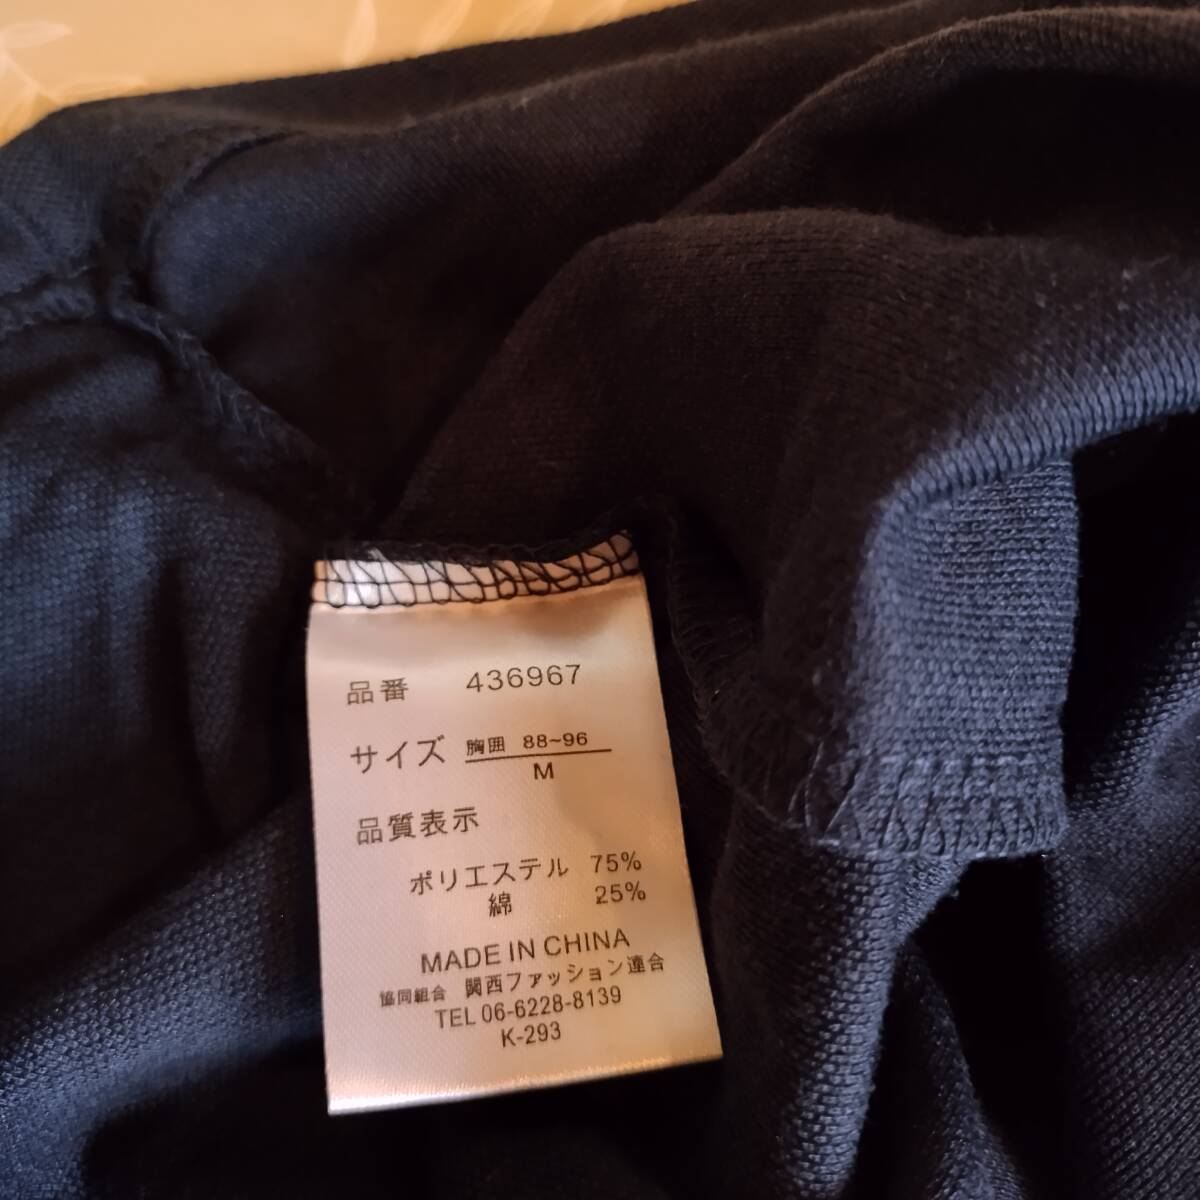 品番 436967
サイズ 胸囲 88~96
M
品質表示
ポリエステル 75%
綿 25%
MADE IN CHINA
協同組合 関西ファッション連合
TEL 06-6228-8139
K-293